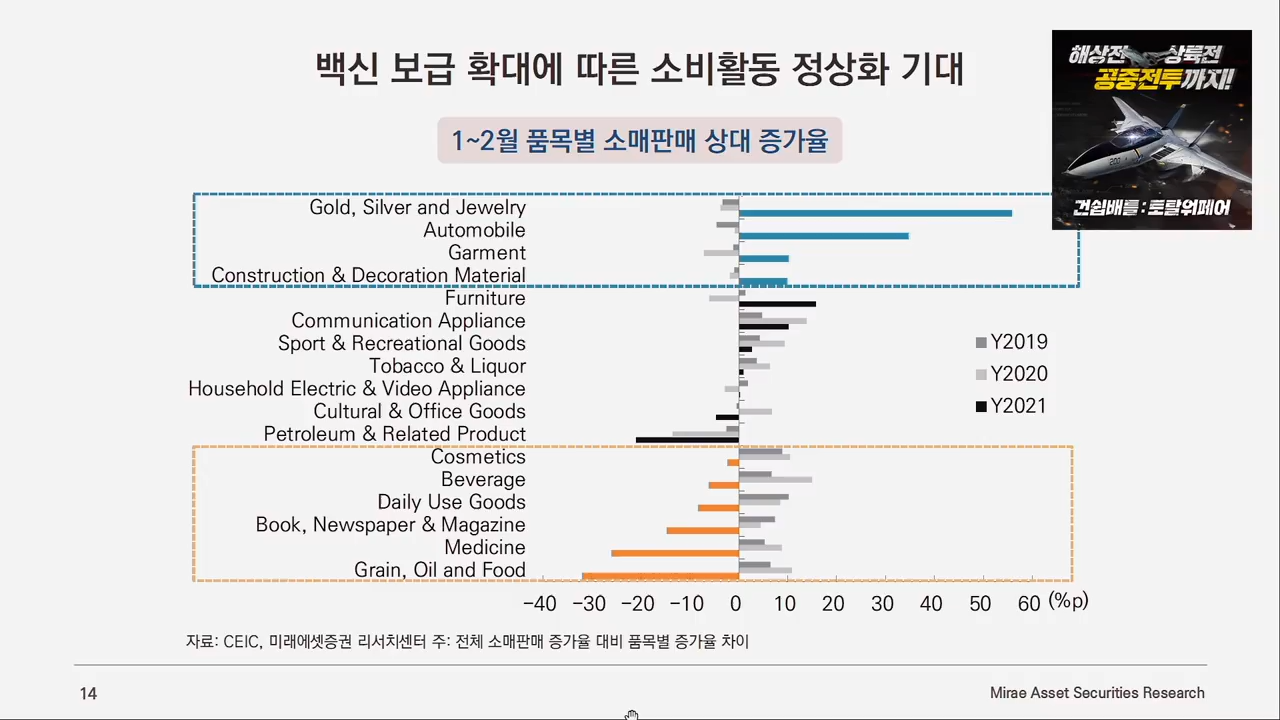 백신 보급 확대에 따른 소비활동 정상화 기대
해상전 상륙전
공중전투까지!
건쉽배틀 : 토탈워페어
1~2월 품목별 소매판매 상대 증가율
Gold, Silver and Jewelry
Automobile
Garment
Construction & Decoration Material
Furniture
Communication Appliance
Sport & Recreational Goods
Tobacco & Liquor
Household Electric & Video Appliance
Cultural & Office Goods
Petroleum & Related Product
Cosmetics
Beverage
Daily Use Goods
Book, Newspaper & Magazine
Medicine
Grain, Oil and Food
Y2019
Y2020
Y2021
-40 -30 -20 -10 0 10 20 30 40 50 60 (%p)
자료: CEIC, 미래에셋증권 리서치센터 주: 전체 소매판매 증가율 대비 품목별 증가율 차이
14
Mirae Asset Securities Research